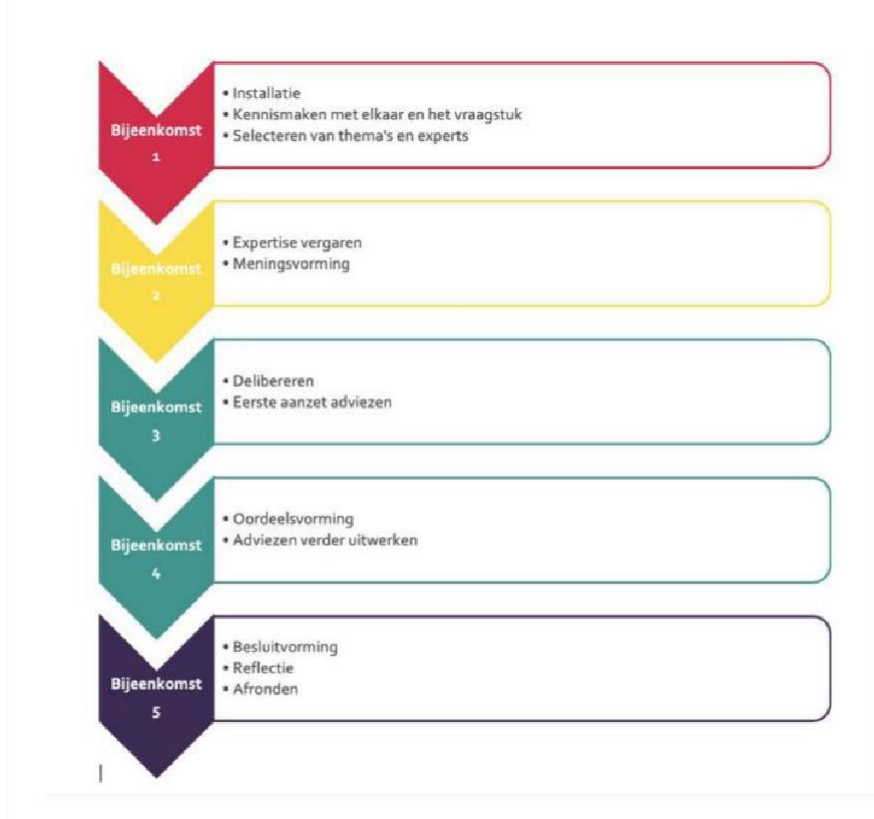 Bijeenkomst
1
• Installatie
• Kennismaken met elkaar en het vraagstuk
• Selecteren van thema's en experts
Bijeenkomst
2
• Expertise vergaren
• Meningsvorming
Bijeenkomst
3
• Delibereren
• Eerste aanzet adviezen
Bijeenkomst
4
• Oordeelsvorming
• Adviezen verder uitwerken
Bijeenkomst
5
• Besluitvorming
• Reflectie
• Afronden